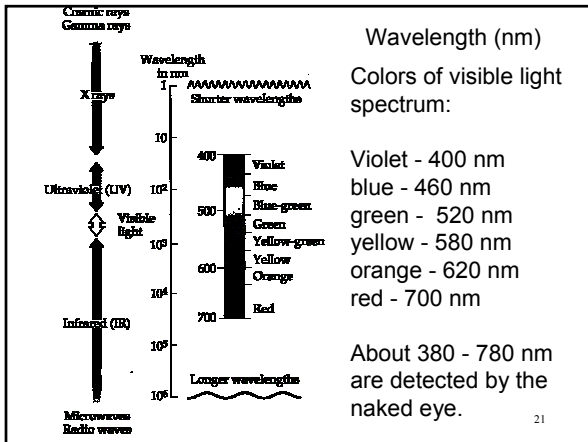 Cosmic rays
Gamma rays
X rays
Ultraviolet (UV)
Visible
light
Infrared (IR)
Microwaves
Radio waves
Wavelength
in nm
1
10
10²
10³
10⁴
10⁵
10⁶
Shorter wavelengths
400
500
600
700
Violet
Blue
Blue-green
Green
Yellow-green
Yellow
Orange
Red
Longer wavelengths
Wavelength (nm)
Colors of visible light
spectrum:
Violet - 400 nm
blue - 460 nm
green - 520 nm
yellow - 580 nm
orange - 620 nm
red - 700 nm
About 380 - 780 nm
are detected by the
naked eye.
21